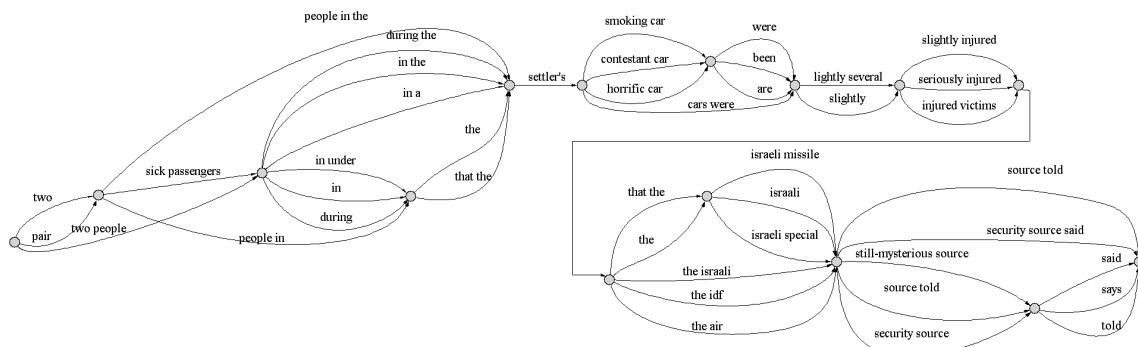 people in the
during the
in the
in a
sick passengers
two
pair
two people
people in
in under
in
during
the
that the
settler's
smoking car
contestant car
horrific car
cars were
were
been
are
lightly several
slightly
slightly injured
seriously injured
injured victims
that the
the
israeli missile
israali
israeli special
the israali
the idf
the air
source told
security source said
still-mysterious source
source told
security source
said
says
told